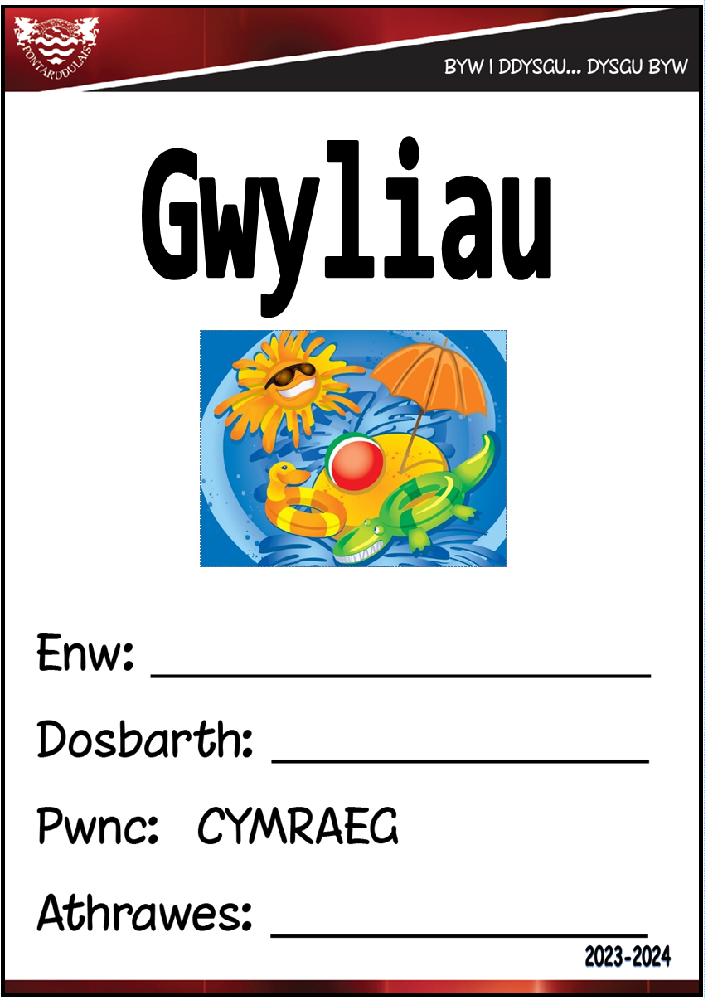 PONTARDDULAIS
BYW I DDYSGU... DYSGU BYW
Gwyliau
Enw:
Dosbarth:
Pwnc: CYMRAEG
Athrawes:
2023-2024